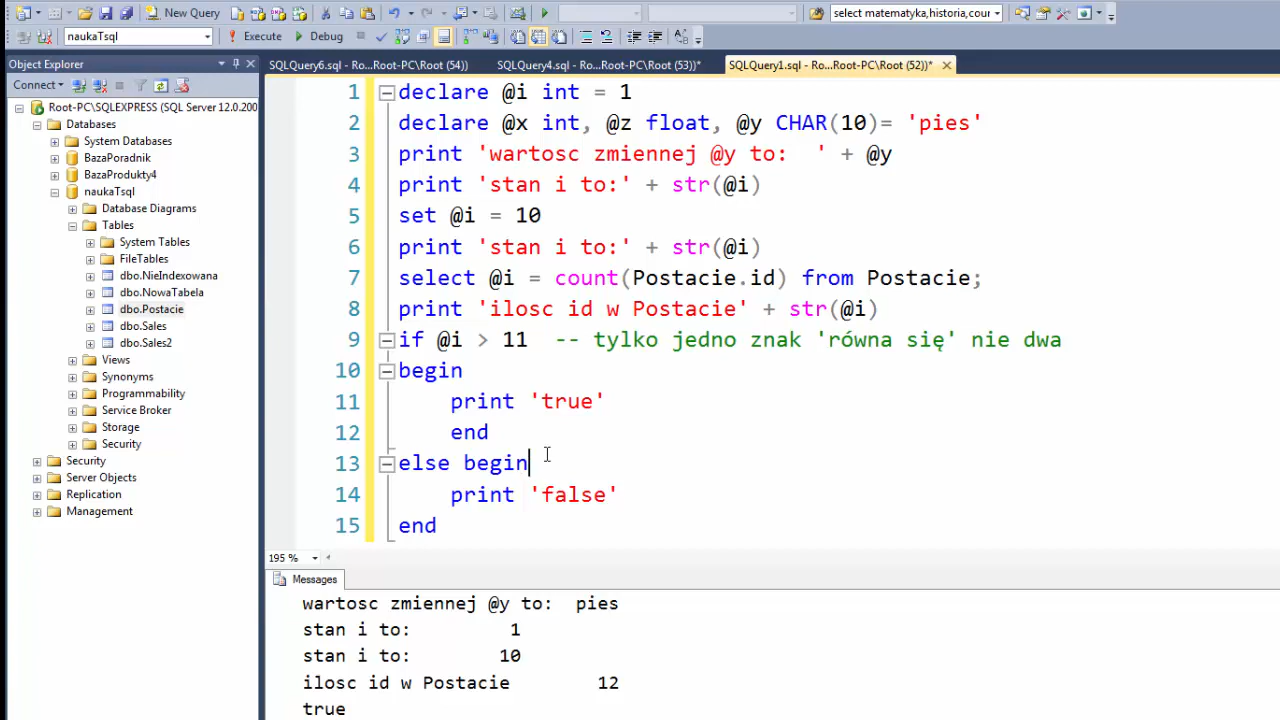 New Query
select matematyka,historia,cour
naukaTsql
Execute
Debug
Object Explorer
Connect
Root-PC\SQLEXPRESS (SQL Server 12.0.200
Databases
System Databases
BazaPoradnik
BazaProdukty4
naukaTsql
Database Diagrams
Tables
System Tables
FileTables
dbo.NieIndexowana
dbo.NowaTabela
dbo.Postacie
dbo.Sales
dbo.Sales2
Views
Synonyms
Programmability
Service Broker
Storage
Security
Security
Server Objects
Replication
Management
SQLQuery6.sql - Ro...Root-PC\Root (54))
SQLQuery4.sql - Ro...Root-PC\Root (53))*
SQLQuery1.sql - Ro...Root-PC\Root (52))*
1 declare @i int = 1
2 declare @x int, @z float, @y CHAR(10)= 'pies'
3 print 'wartosc zmiennej @y to:  ' + @y
4 print 'stan i to:' + str(@i)
5 set @i = 10
6 print 'stan i to:' + str(@i)
7 select @i = count(Postacie.id) from Postacie;
8 print 'ilosc id w Postacie' + str(@i)
9 if @i > 11  -- tylko jedno znak 'równa się' nie dwa
10 begin
11     print 'true'
12     end
13 else begin
14     print 'false'
15 end
195 %
Messages
wartosc zmiennej @y to:  pies
stan i to:         1
stan i to:        10
ilosc id w Postacie        12
true